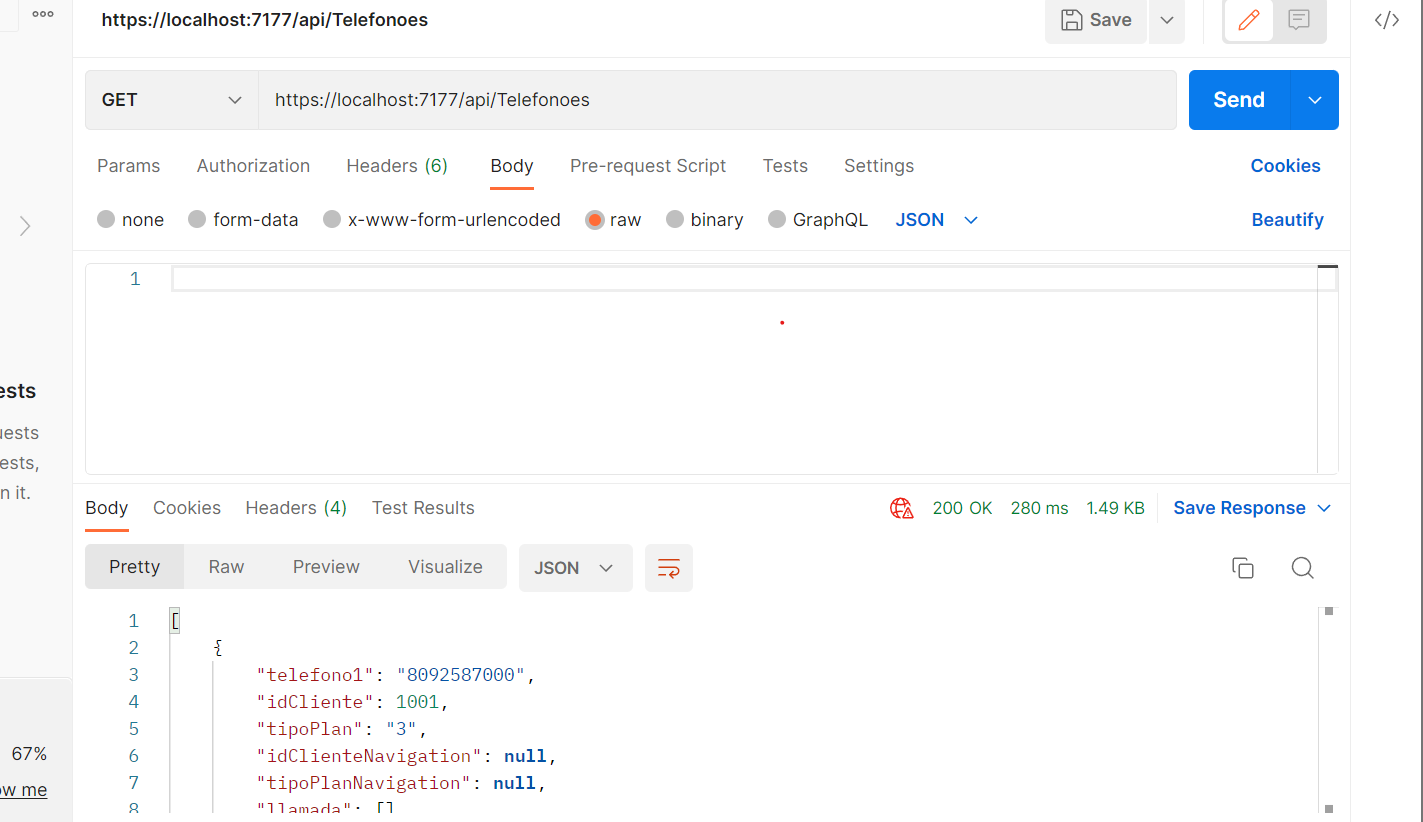 https://localhost:7177/api/Telefonoes
Save
GET
https://localhost:7177/api/Telefonoes
Send
Params Authorization Headers (6) Body Pre-request Script Tests Settings Cookies
none form-data x-www-form-urlencoded raw binary GraphQL JSON Beautify
1
ests
uests
ests,
n it.
Body Cookies Headers (4) Test Results 200 OK 280 ms 1.49 KB Save Response
Pretty Raw Preview Visualize JSON
1 [
2 {
3 "telefono1": "8092587000",
4 "idCliente": 1001,
5 "tipoPlan": "3",
6 "idClienteNavigation": null,
7 "tipoPlanNavigation": null,
8 "llamada": []
67%
ow me